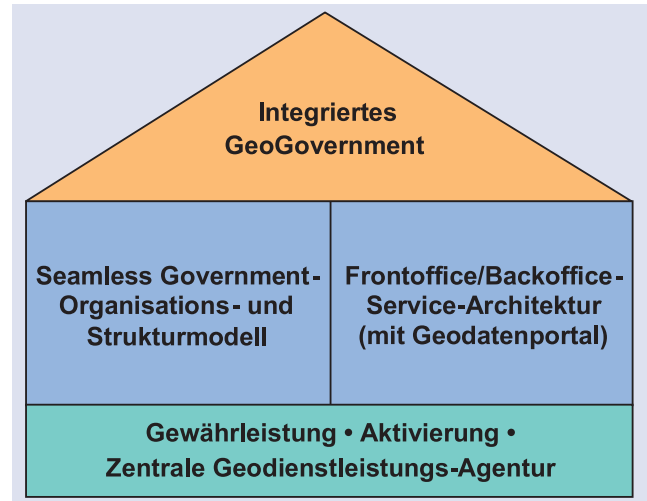 Integriertes
GeoGovernment
Seamless Government-
Organisations- und
Strukturmodell
Frontoffice/Backoffice-
Service-Architektur
(mit Geodatenportal)
Gewährleistung • Aktivierung •
Zentrale Geodienstleistungs-Agentur